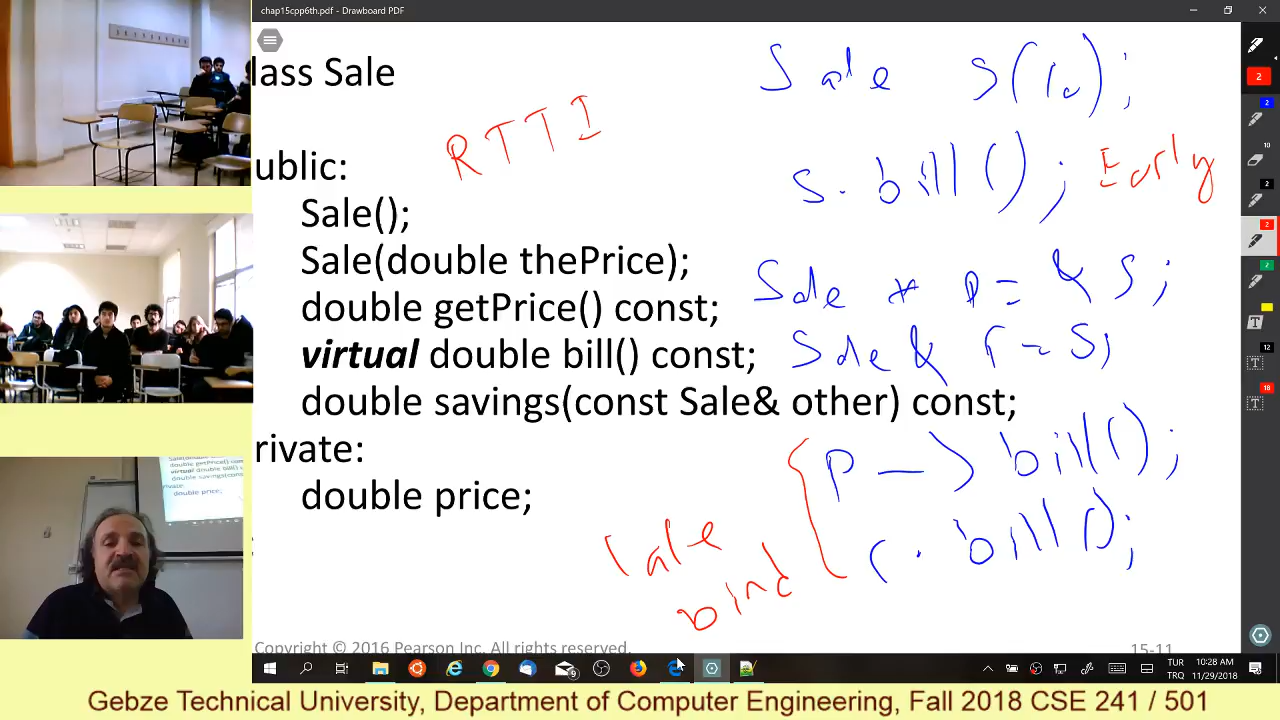 chap15cpp6th.pdf - Drawboard PDF
lass Sale
ublic:
Sale();
Sale(double thePrice);
double getPrice() const;
virtual double bill() const;
double savings(const Sale& other) const;
rivate:
double price;
RTTI
Sale s(10);
s.bill(); Early
Sale * p = & s;
Sale & r = s;
p -> bill();
r. bill();
late
bind
Copyright © 2016 Pearson Inc. All rights reserved.
15-11
TUR 10:28 AM
TRQ 11/29/2018
Gebze Technical University, Department of Computer Engineering, Fall 2018 CSE 241 / 501